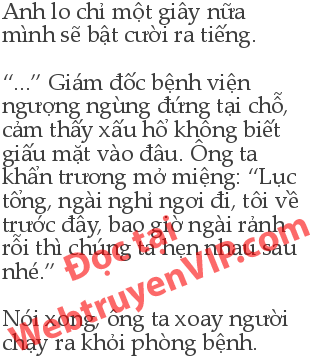 Anh lo chỉ một giây nữa
mình sẽ bật cười ra tiếng.
“...” Giám đốc bệnh viện
ngượng ngùng đứng tại chỗ,
cảm thấy xấu hổ không biết
giấu mặt vào đâu. Ông ta
khẩn trương mở miệng: “Lục
tổng, ngài nghỉ ngơi đi, tôi về
trước đây, bao giờ ngài rảnh
rỗi thì chúng ta hẹn nhau sau
nhé.”
Nói xong, ông ta xoay người
chạy ra khỏi phòng bệnh.
Đọc tại
WebtruyenVIP.com